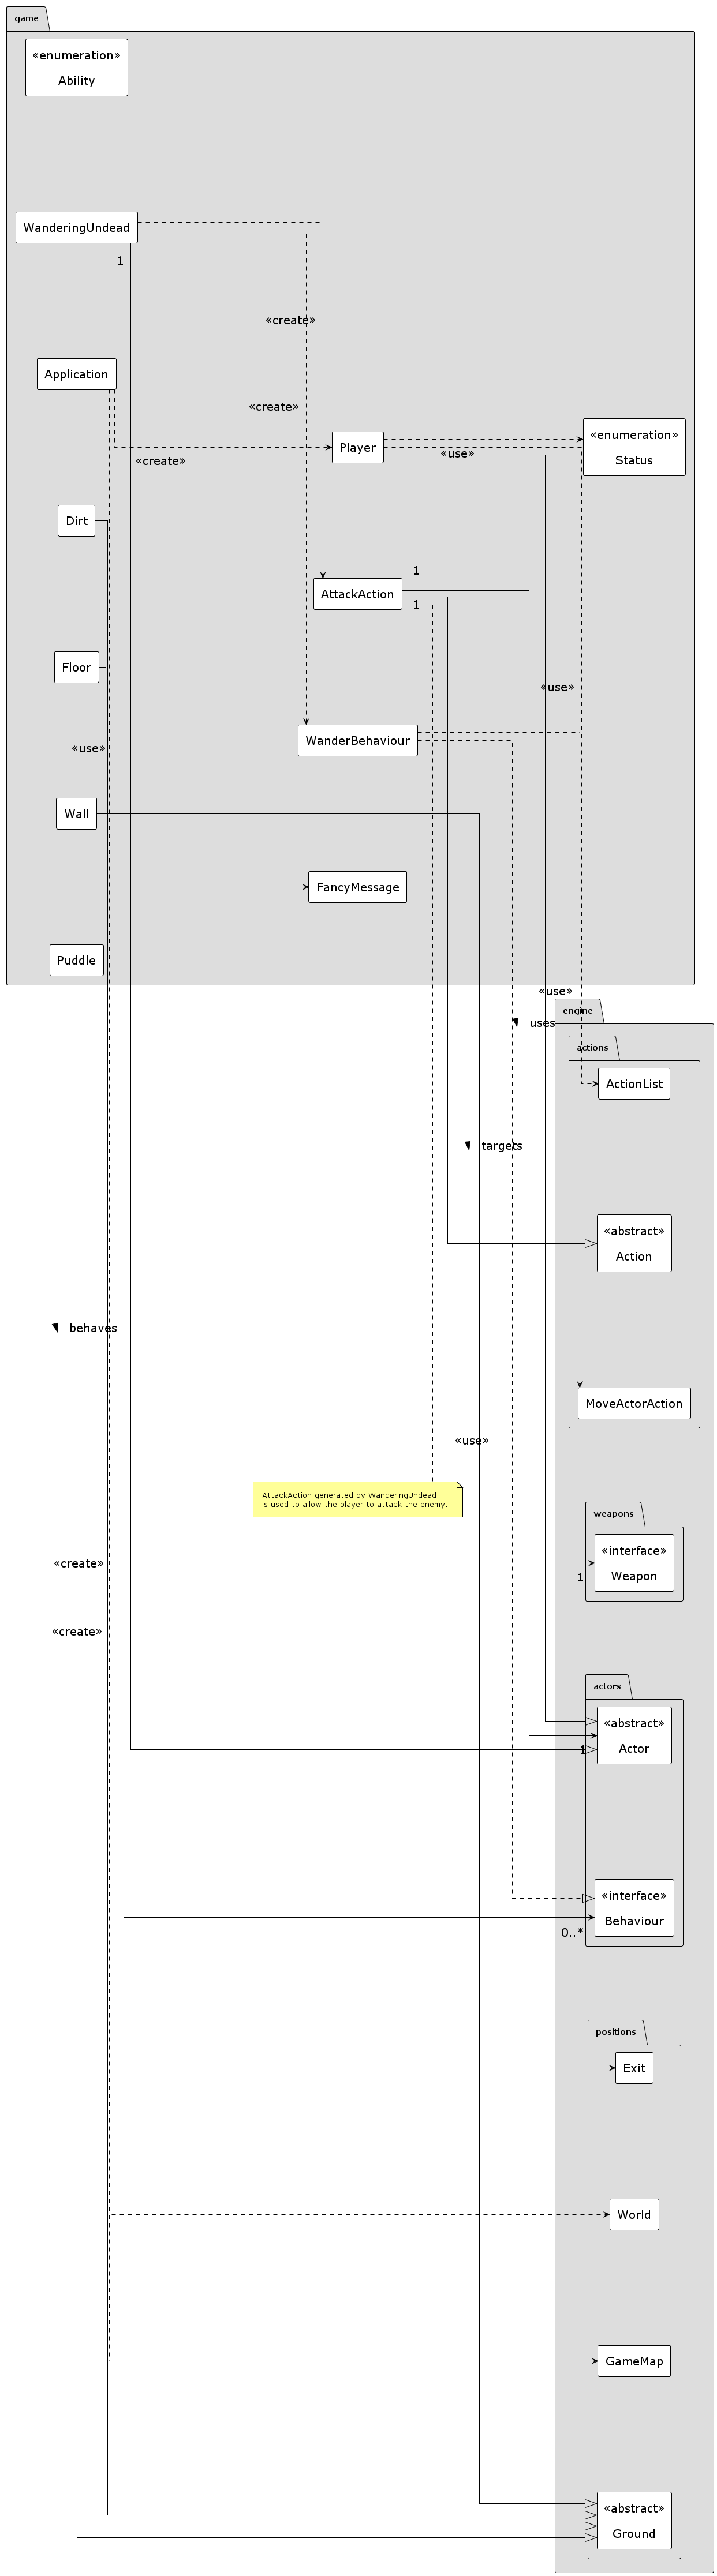 game
«enumeration»
Ability
WanderingUndead
1
«create»
Application
«create»
«enumeration»
Status
Player
«use»
«create»
Dirt
1
AttackAction
1
Floor
«use»
WanderBehaviour
«use»
Wall
FancyMessage
Puddle
«use»
engine
uses
actions
ActionList
targets
«abstract»
Action
behaves
MoveActorAction
«use»
AttackAction generated by WanderingUndead
is used to allow the player to attack the enemy.
weapons
«interface»
Weapon
«create»
1
«create»
actors
«abstract»
Actor
1
«interface»
Behaviour
0..*
positions
Exit
World
GameMap
«abstract»
Ground